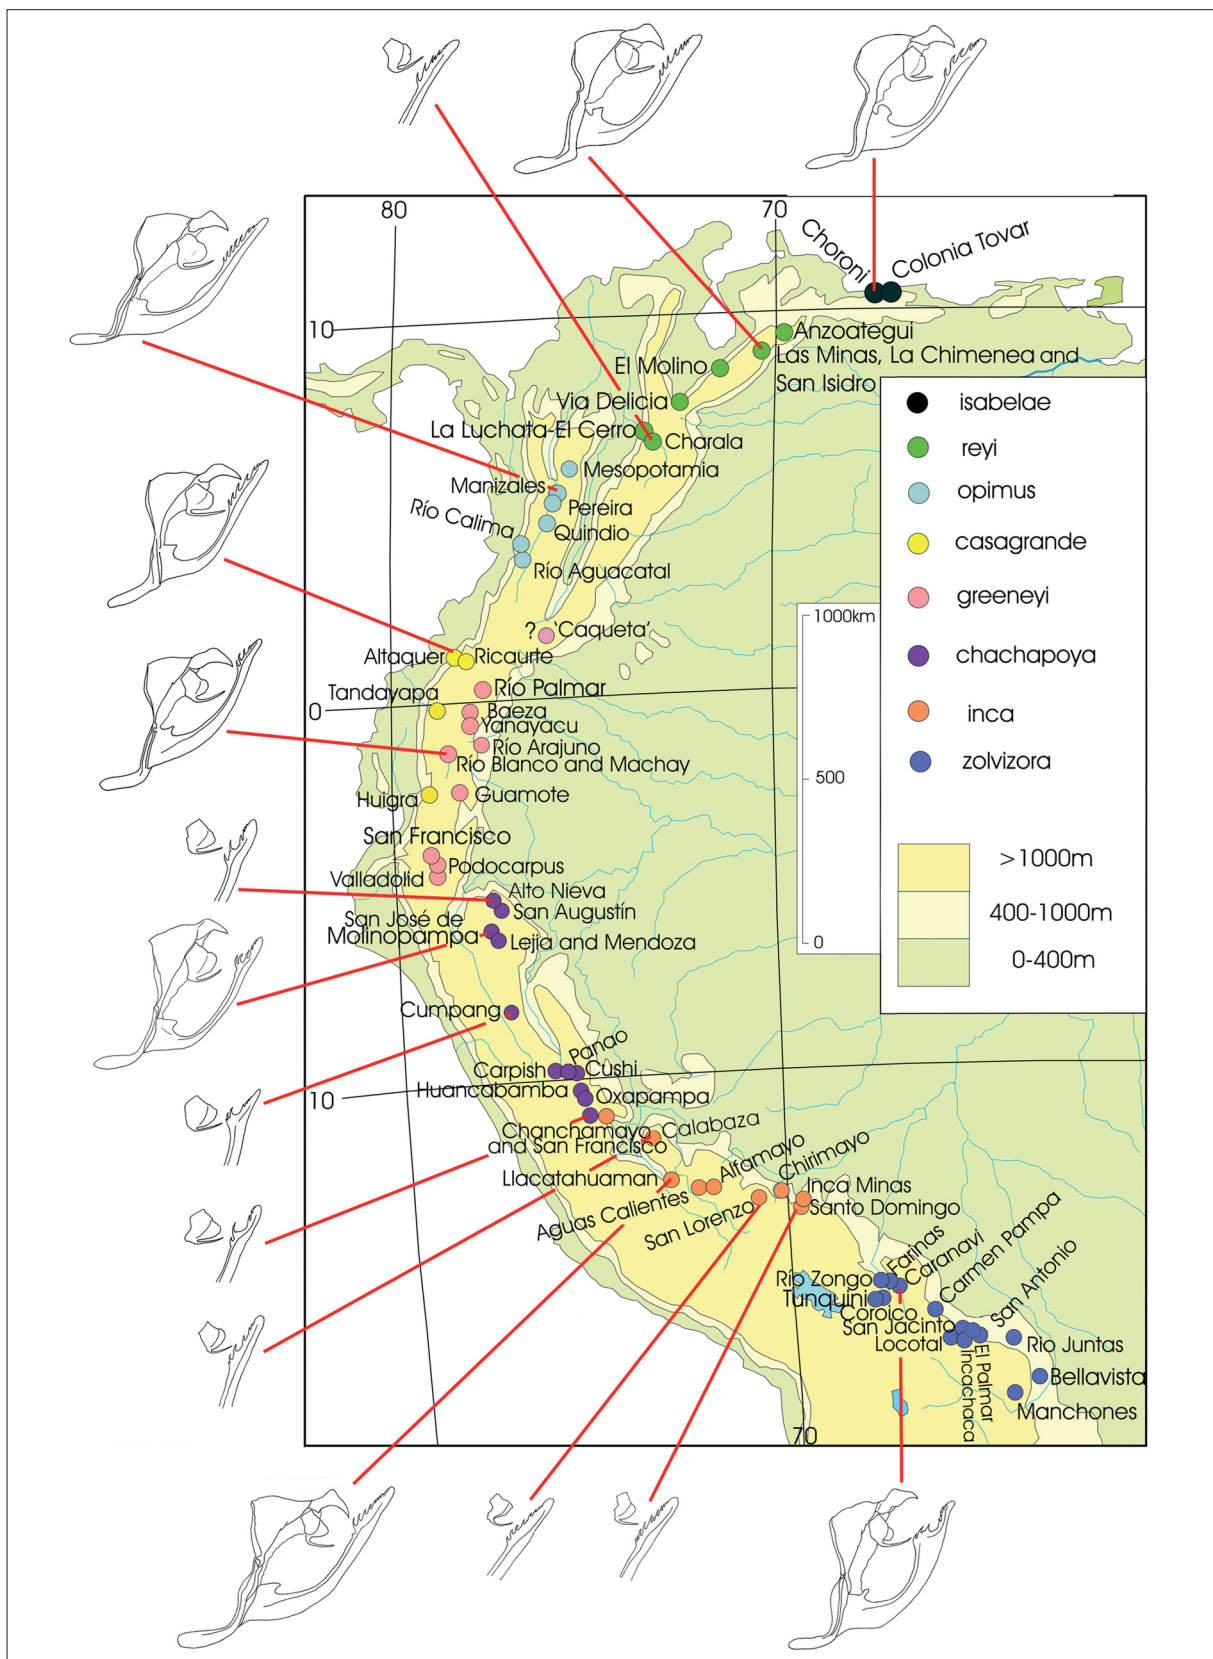 80
70
Choroni
Colonia Tovar
10
Anzoategui
Las Minas, La Chimenea and
San Isidro
El Molino
Via Delicia
La Luchata-El Cerro
Charala
Mesopotamia
Manizales
Pereira
Río Calima
Quindio
Río Aguacatal
? 'Caqueta'
Altaquer
Ricaurte
Tandayapa
Río Palmar
0
Baeza
Yanayacu
Río Arajuno
Río Blanco and Machay
Huigra
Guamote
San Francisco
Podocarpus
Valladolid
Alto Nieva
San Augustín
San José de
Molinopampa
Lejia and Mendoza
Cumpang
Panao
Carpish
Cushi
Huancabamba
10
Oxapampa
Chanchamayo
and San Francisco
Calabaza
Llacatahuaman
Alfamayo
Chirimayo
Aguas Calientes
San Lorenzo
Inca Minas
Santo Domingo
Farinas
Río Zongo
Caranavi
Carmen Pampa
Tunquini
Coroico
San Antonio
San Jacinto
Locotal
Incachaca
El Palmar
Rio Juntas
Bellavista
Manchones
70
isabelae
reyi
opimus
casagrande
greeneyi
chachapoya
inca
zolvizora
1000km
500
0
>1000m
400-1000m
0-400m